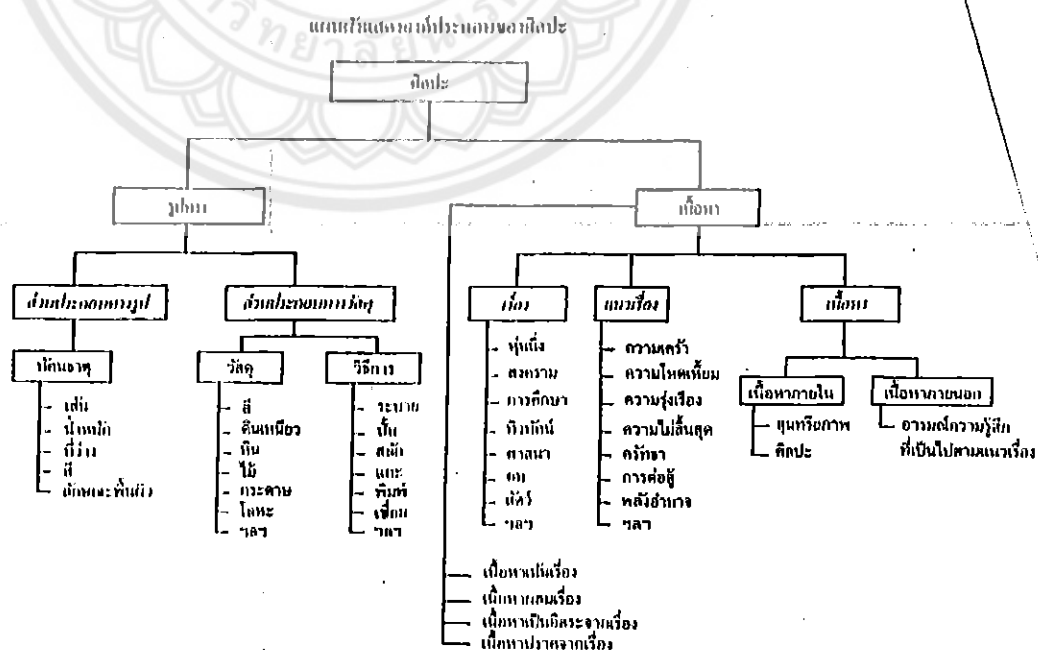 แผนภูมิแสดงองค์ประกอบของศิลปะ
ศิลปะ
รูปทรง
เนื้อหา
ส่วนประกอบทางรูป
ส่วนประกอบทางวัสดุ
เรื่อง
แนวเรื่อง
เนื้อหา
ทัศนธาตุ
วัสดุ
วิธีการ
เนื้อหาภายใน
เนื้อหาภายนอก
- เส้น
- น้ำหนัก
- ที่ว่าง
- สี
- ลักษณะพื้นผิว
- สี
- ดินเหนียว
- หิน
- ไม้
- กระดาษ
- โลหะ
- ฯลฯ
- ระบาย
- ปั้น
- สลัก
- แกะ
- พิมพ์
- เชื่อม
- ฯลฯ
- หุ่นนิ่ง
- สงคราม
- การศึกษา
- ทิวทัศน์
- ศาสนา
- คน
- สัตว์
- ฯลฯ
- ความเศร้า
- ความโหดเหี้ยม
- ความรุ่งเรือง
- ความไม่สิ้นสุด
- ศรัทธา
- การต่อสู้
- พลังอำนาจ
- ฯลฯ
- สุนทรียภาพ
- ศิลปะ
- อารมณ์ความรู้สึก
ที่เป็นไปตามแนวเรื่อง
- เนื้อหาเน้นเรื่อง
- เนื้อหาผสมเรื่อง
- เนื้อหาเป็นอิสระจากเรื่อง
- เนื้อหาปราศจากเรื่อง